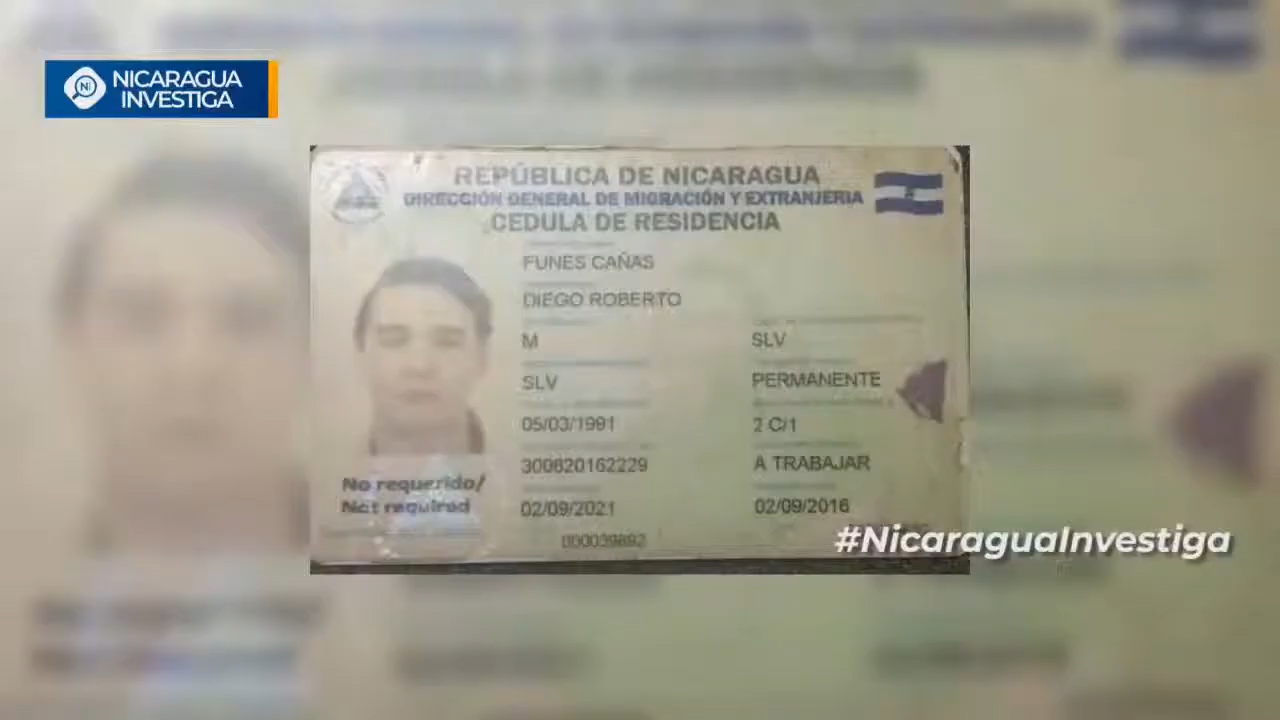 NICARAGUA
INVESTIGA
REPÚBLICA DE NICARAGUA
DIRECCIÓN GENERAL DE MIGRACIÓN Y EXTRANJERIA
CEDULA DE RESIDENCIA
FUNES CAÑAS
DIEGO ROBERTO
M SLV
SLV PERMANENTE
05/03/1991 2 C/1
300620162229 A TRABAJAR
No requerido/
Not required
02/09/2021 02/09/2016
000039892
#NicaraguaInvestiga